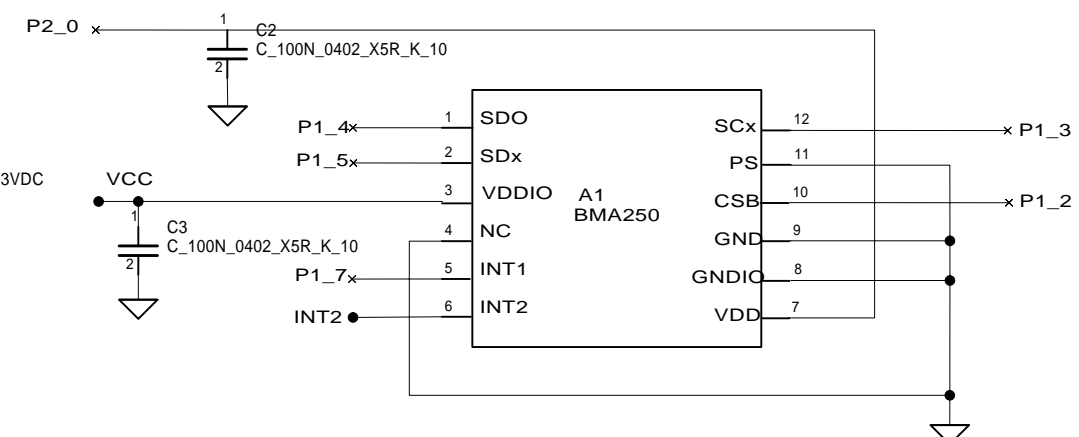 P2_0
1
C2
C_100N_0402_X5R_K_10
2
P1_4
1
SDO
SCx
12
P1_3
P1_5
2
SDx
PS
11
3VDC
VCC
3
VDDIO
A1
BMA250
CSB
10
P1_2
1
C3
C_100N_0402_X5R_K_10
2
4
NC
GND
9
P1_7
5
INT1
GNDIO
8
INT2
6
INT2
VDD
7